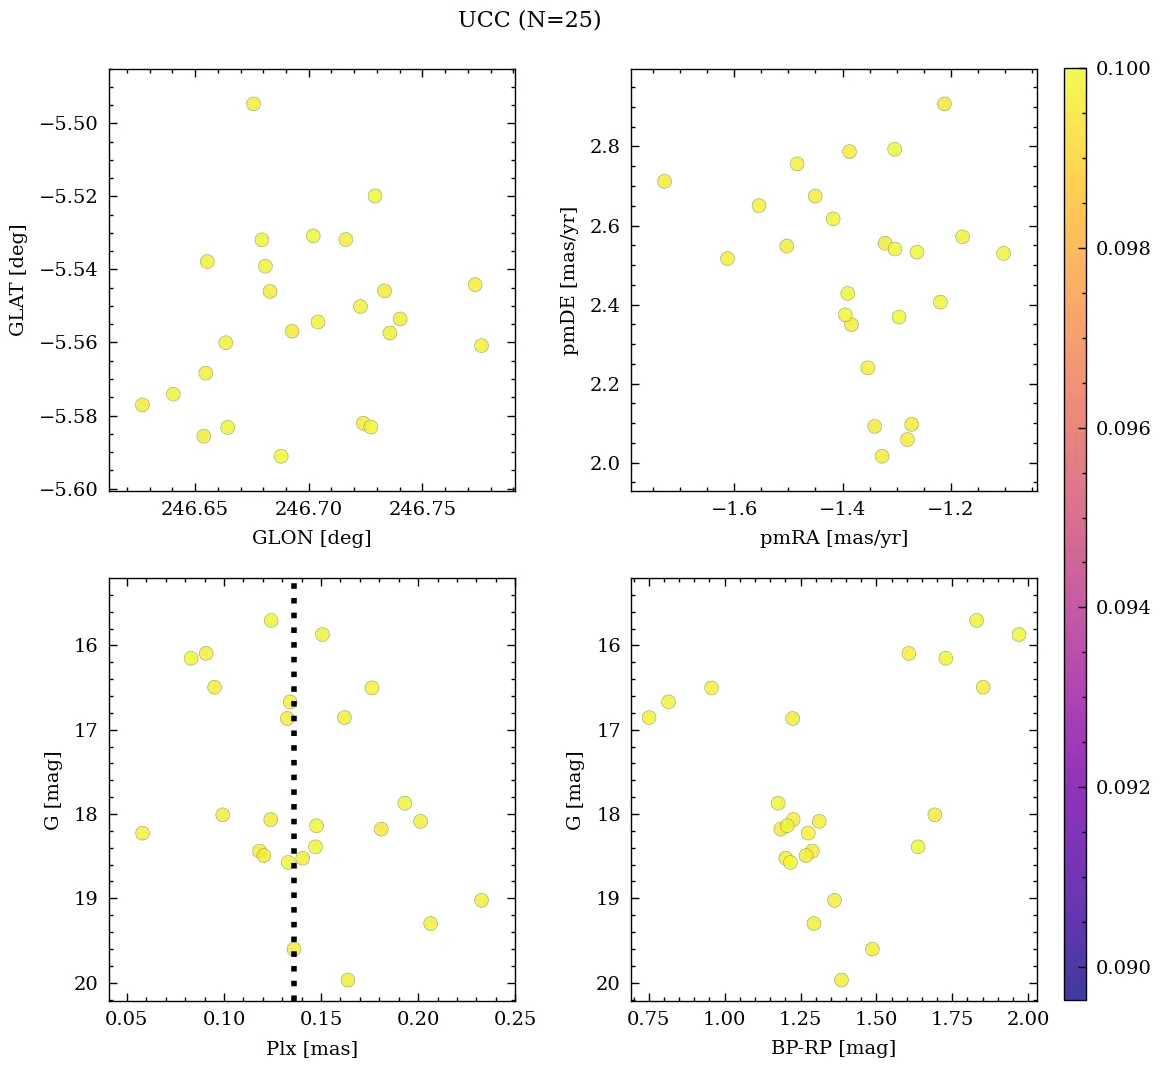 UCC (N=25)
−5.50
−5.52
−5.54
−5.56
−5.58
−5.60
GLAT [deg]
246.65 246.70 246.75
GLON [deg]
2.8
2.6
2.4
2.2
2.0
pmDE [mas/yr]
−1.6 −1.4 −1.2
pmRA [mas/yr]
0.100
0.098
0.096
0.094
0.092
0.090
16
17
18
19
20
G [mag]
0.05 0.10 0.15 0.20 0.25
Plx [mas]
16
17
18
19
20
G [mag]
0.75 1.00 1.25 1.50 1.75 2.00
BP-RP [mag]